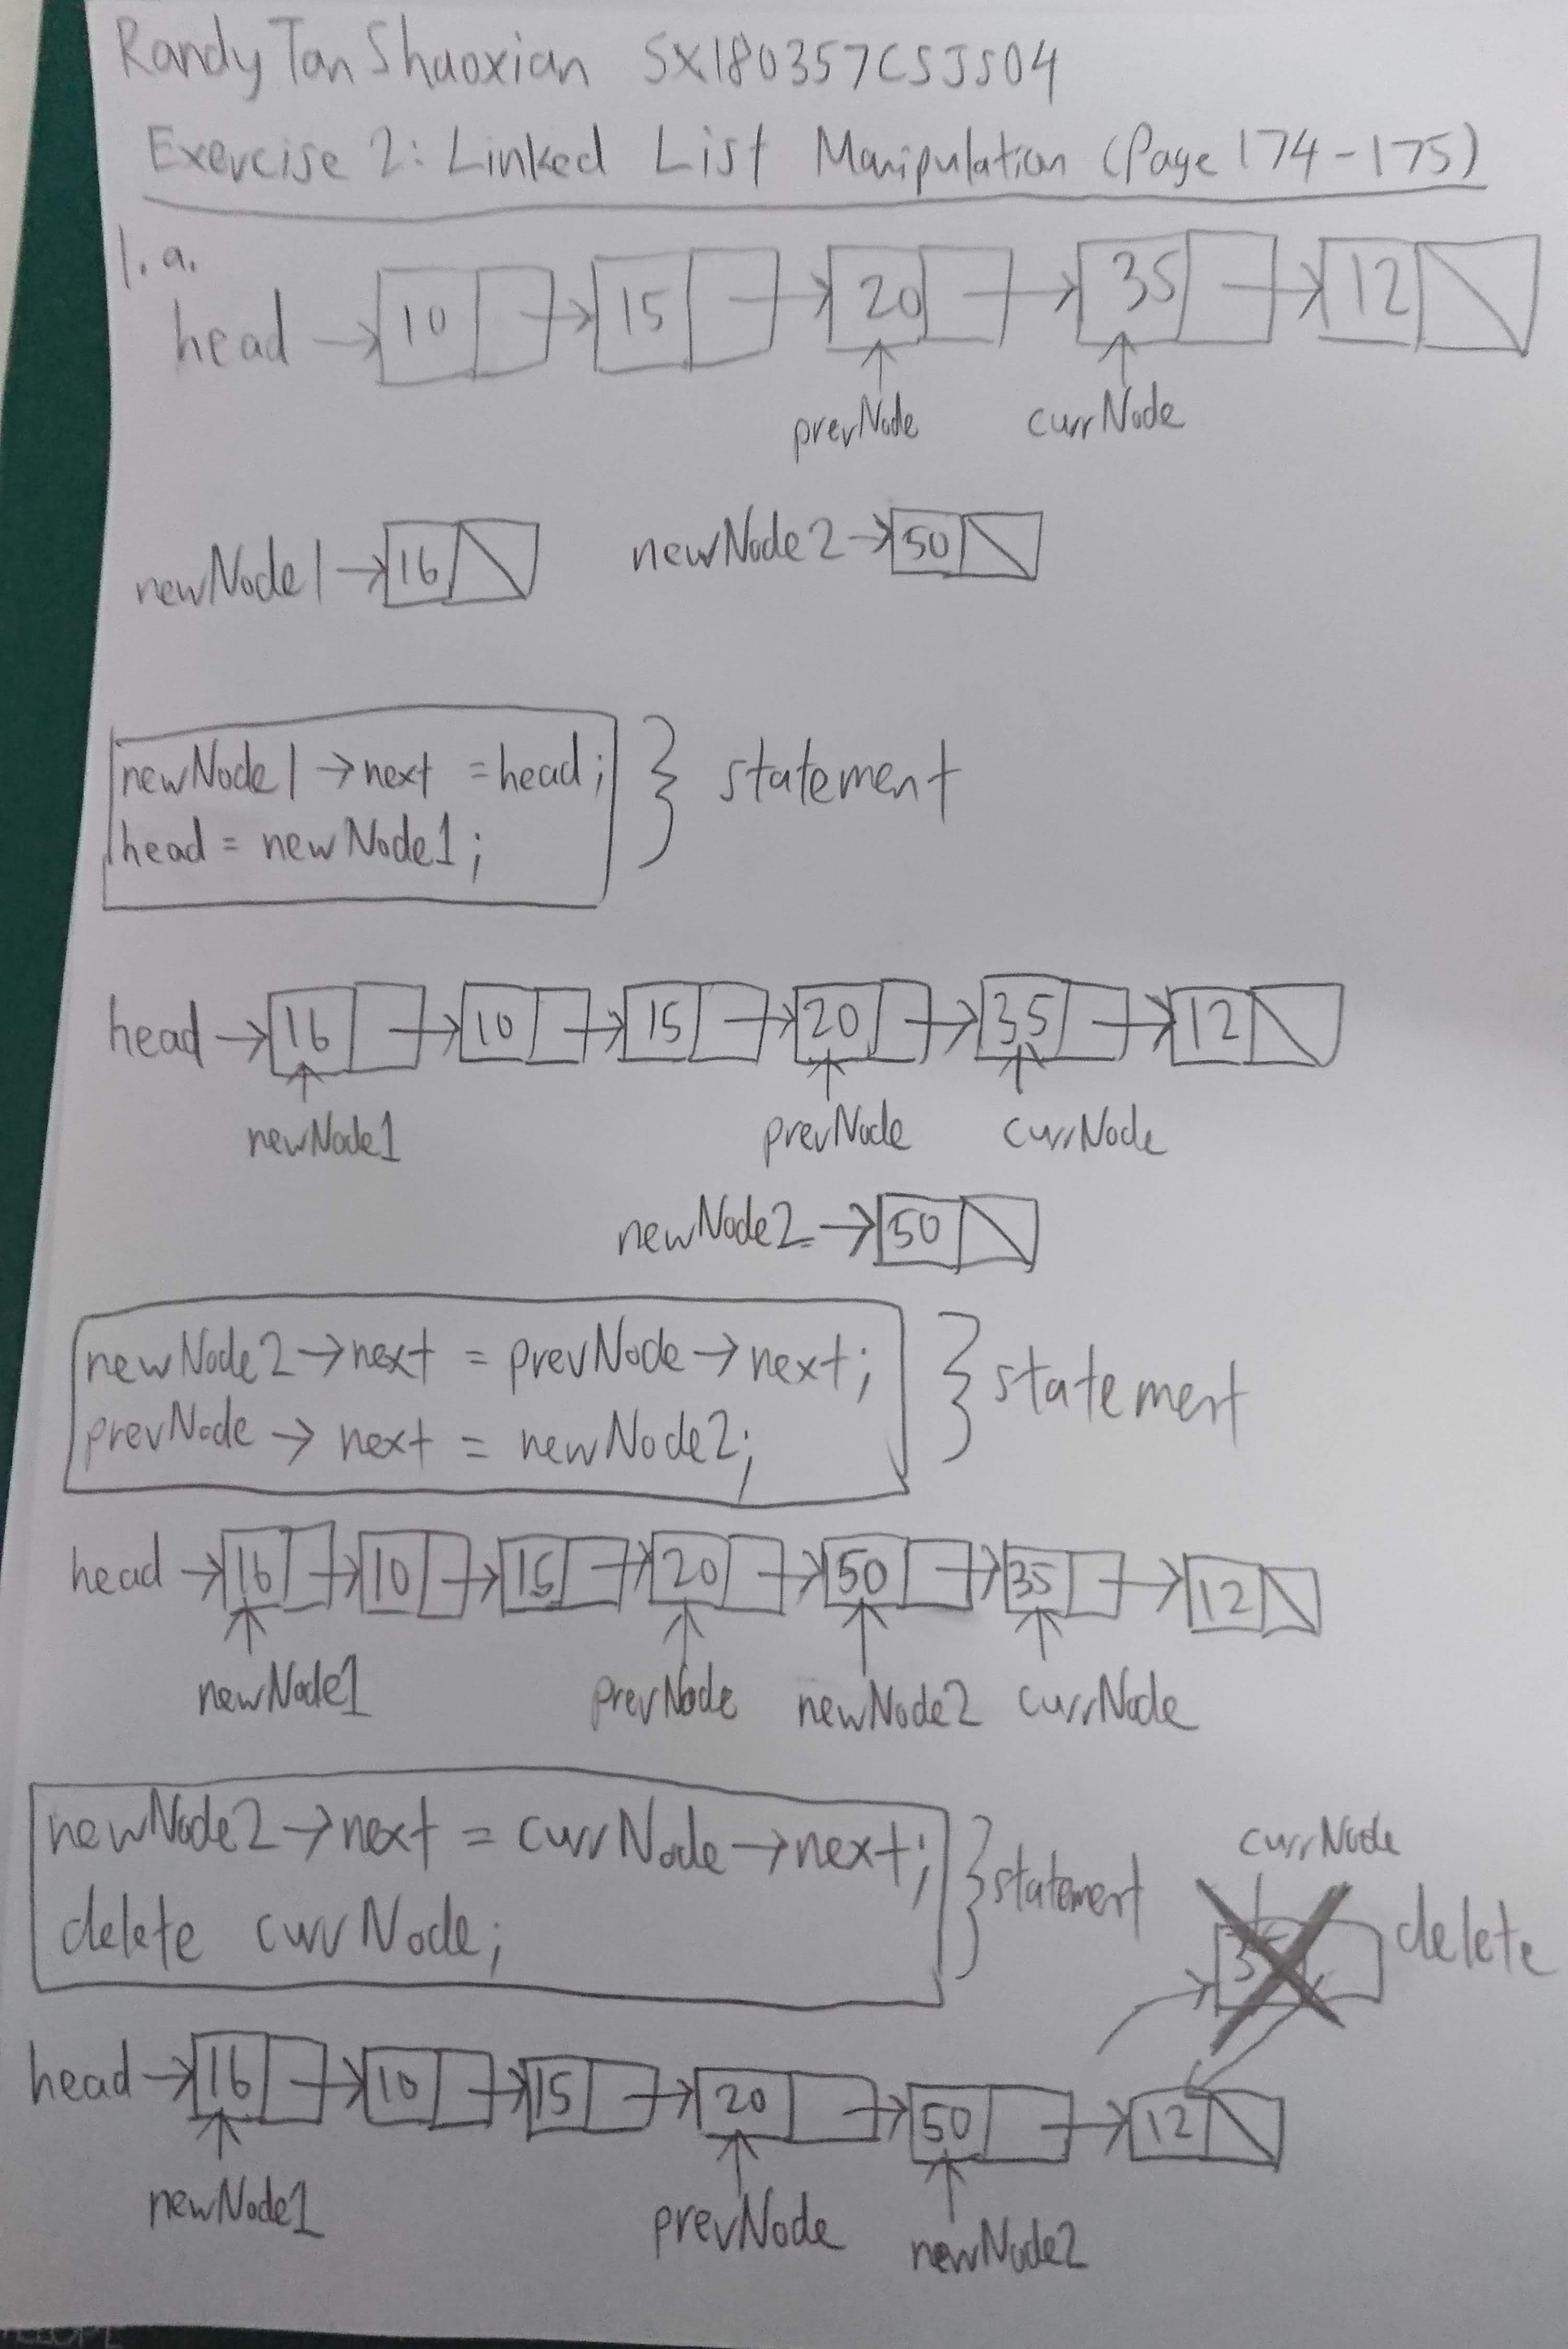 Randy Tan Shaoxian SX180357CSJS04
Exercise 2: Linked List Manipulation (Page 174-175)
1. a.
head → 10 → 15 → 20 → 35 → 12
prevNode currNode
newNode1 → 16 newNode2 → 50
newNode1 → next = head; } statement
head = newNode1;
head → 16 → 10 → 15 → 20 → 35 → 12
newNode1 prevNode currNode
newNode2 → 50
newNode2 → next = prevNode → next; } statement
prevNode → next = newNode2;
head → 16 → 10 → 15 → 20 → 50 → 35 → 12
newNode1 prevNode newNode2 currNode
newNode2 → next = currNode → next; } statement
delete currNode;
currNode
delete
head → 16 → 10 → 15 → 20 → 50 → 12
newNode1 prevNode newNode2